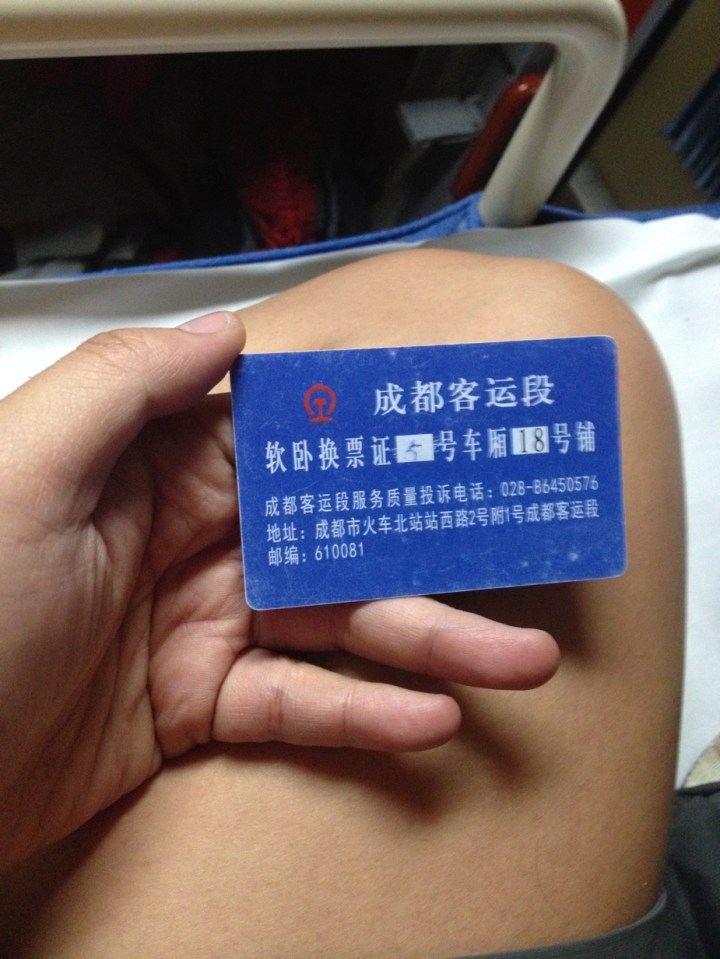 成都客运段
软卧换票证5号车厢18号铺
成都客运段服务质量投诉电话：028-86450576
地址：成都市火车北站站西路2号附1号成都客运段
邮编：610081